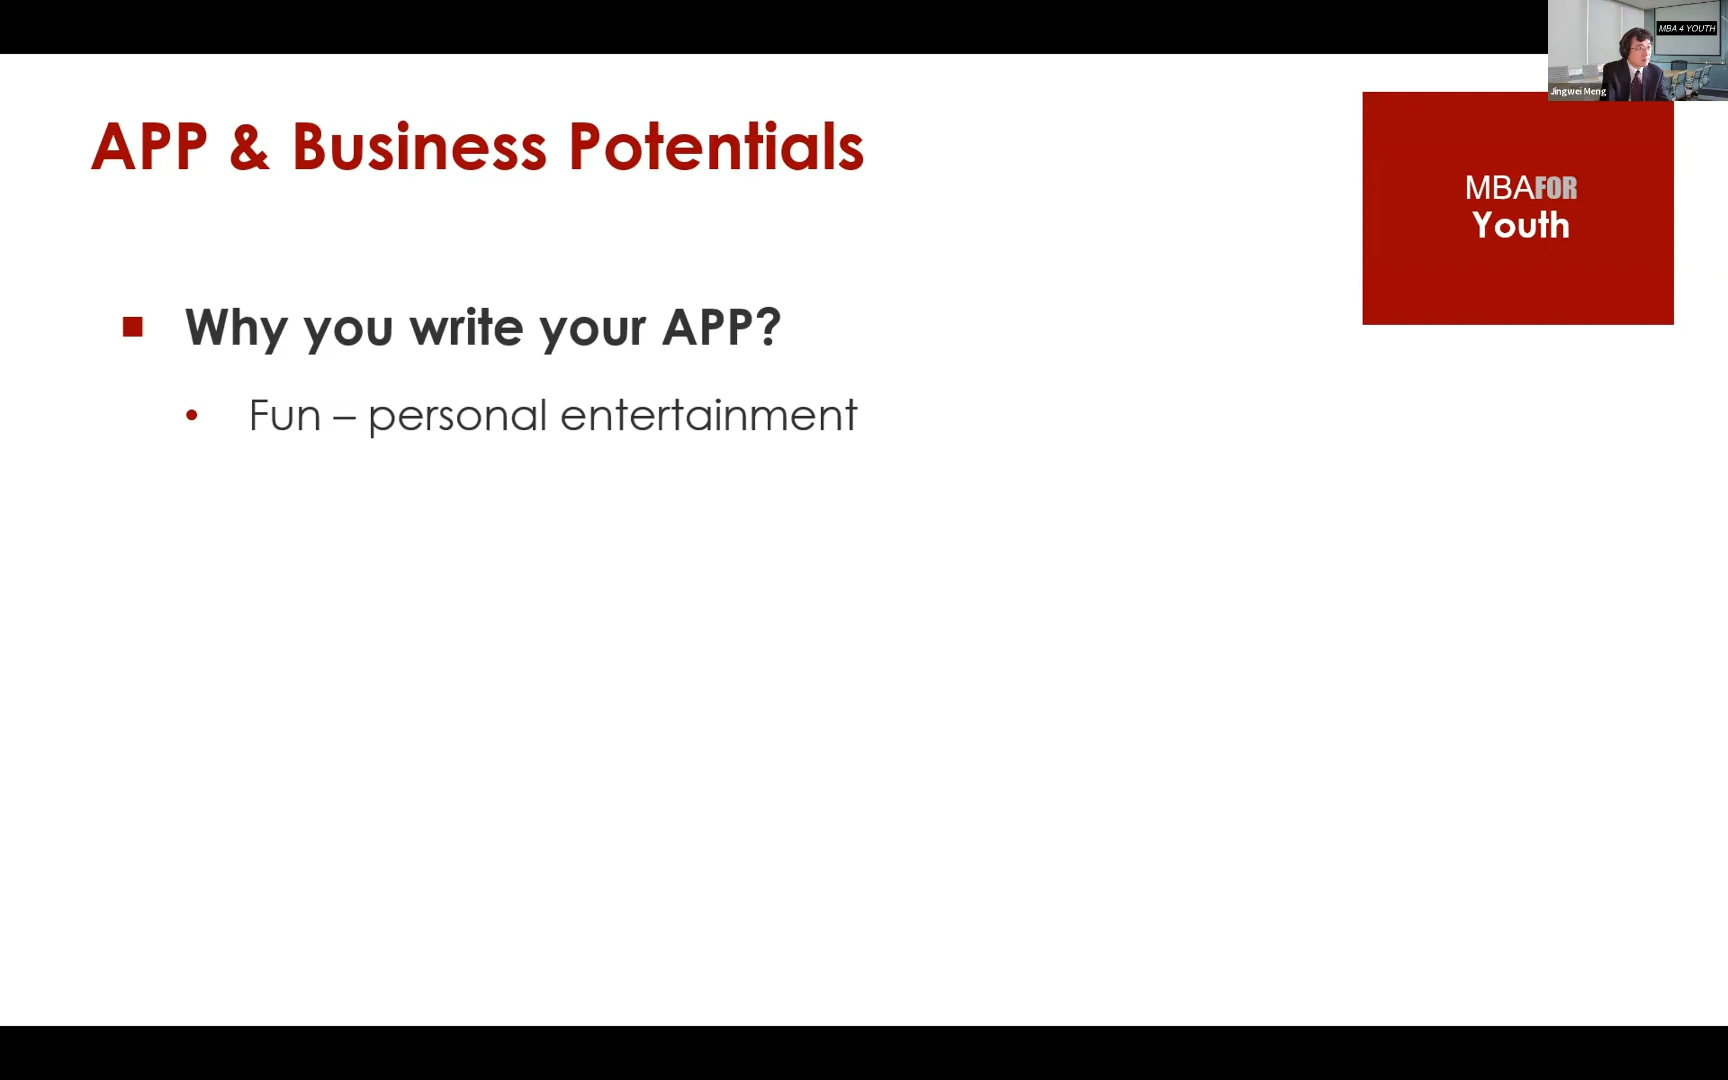 MBA 4 YOUTH
Jingwei Meng
APP & Business Potentials
MBAFOR
Youth
Why you write your APP?
Fun – personal entertainment